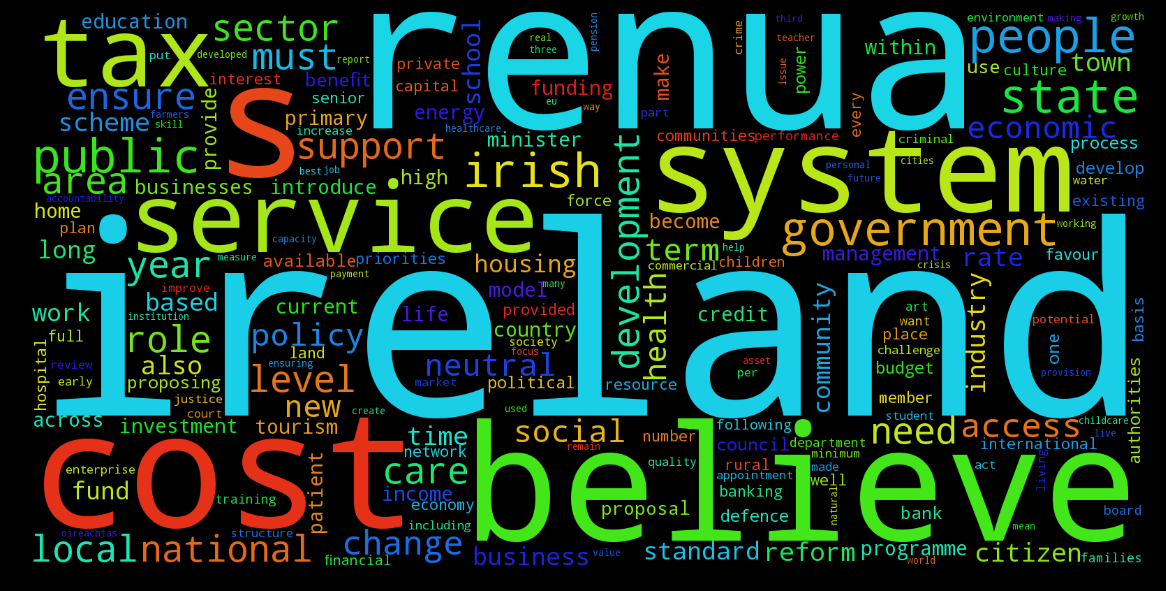 education
sector
tax
renua
people
environment
making
growth
third
teacher
pension
real
three
crime
issue
power
within
town
put
developed
report
must
private
school
use
culture
interest
benefit
capital
funding
make
state
ensure
s
senior
energy
eu
way
part
every
economic
scheme
farmers
skill
provide
primary
increase
healthcare
minister
communities
performance
criminal
process
public
support
best
job
high
irish
force
development
system
personal
future
cities
develop
water
area
businesses
introduce
existing
accountability
home
service
become
government
working
plan
capacity
long
year
measure
available
priorities
housing
term
help
commercial
children
management
crisis
rate
favour
payment
ireland
improve
based
model
many
health
work
institution
current
life
provided
credit
community
art
want
place
industry
potential
one
basis
role
policy
country
society
full
land
focus
challenge
hospital
review
also
ensuring
neutral
asset
per
budget
provision
early
proposing
level
market
political
resource
member
authorities
justice
court
new
create
used
student
across
investment
tourism
cost
time
social
remain
number
believe
following
council
department
minimum
need
access
childcare
live
international
network
enterprise
fund
care
quality
rural
appointment
made
well
act
living
patient
income
banking
training
economy
proposal
defence
natural
bank
mean
board
oireachtas
structure
including
local
national
change
financial
business
value
standard
reform
programme
world
citizen
families